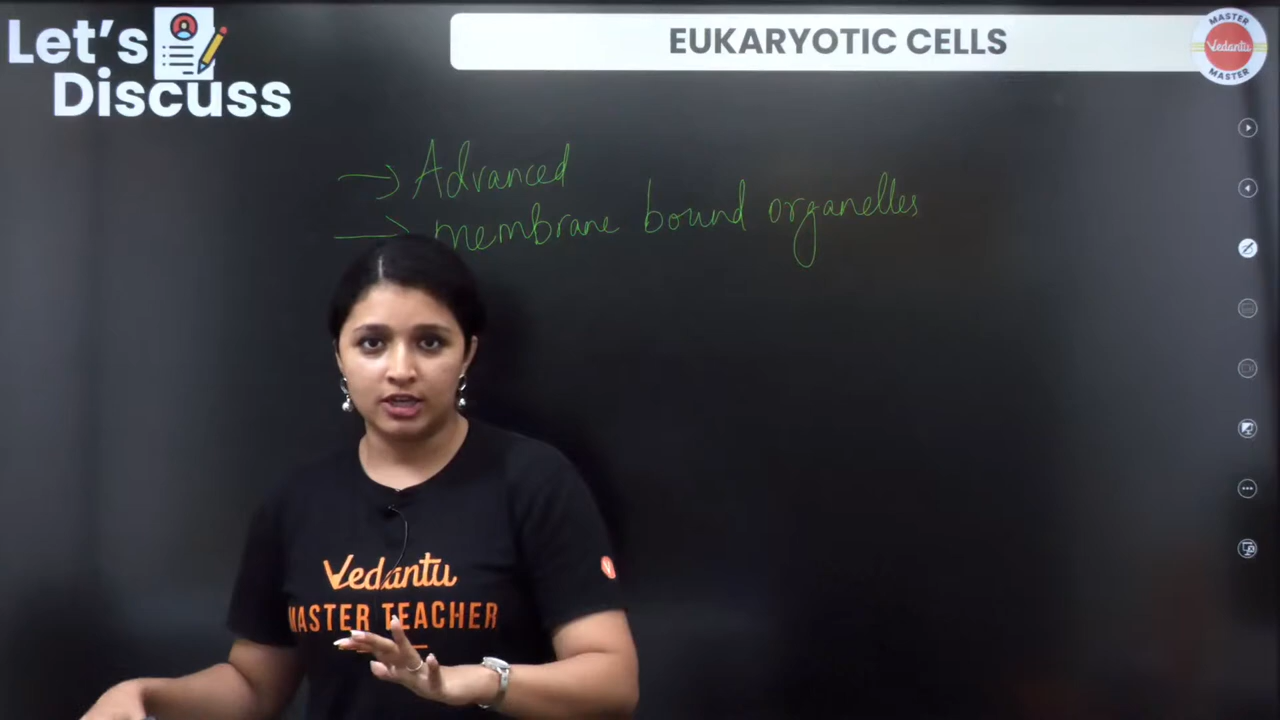 Let's
Discuss
EUKARYOTIC CELLS
MASTER
Vedantu
MASTER
→ Advanced
→ membrane bound organelles
Vedantu
MASTER TEACHER